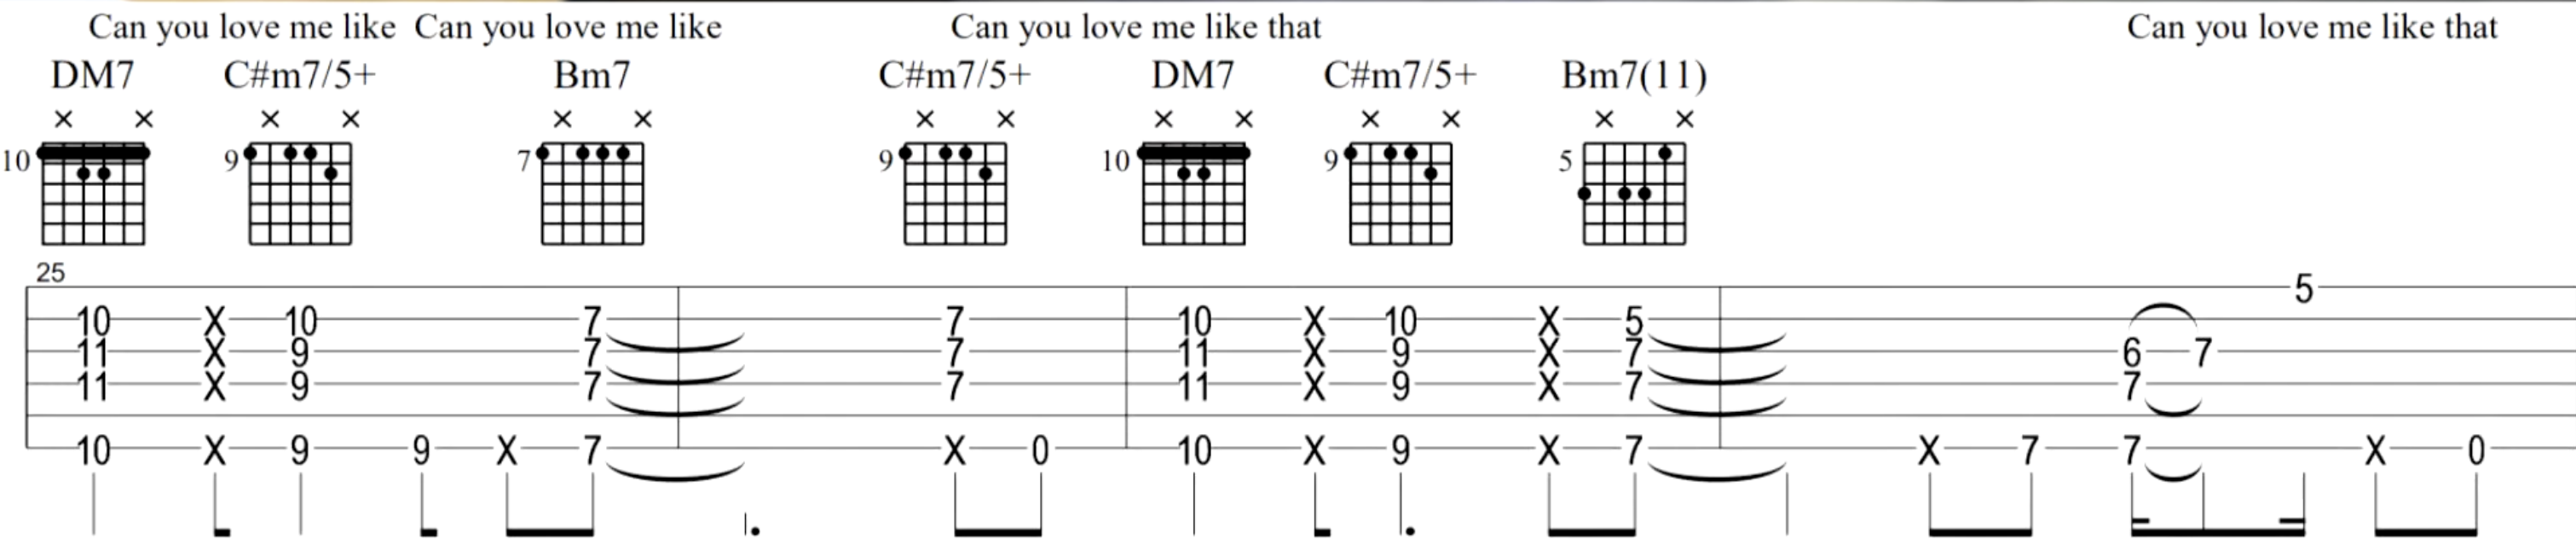 Can you love me like Can you love me like Can you love me like that Can you love me like that
DM7 C#m7/5+ Bm7 C#m7/5+ DM7 C#m7/5+ Bm7(11)
× × × × × × × × × × × × × ×
10 9 7 9 10 9 5
25
5
10 X 10 7 7 10 X 10 X 5
11 X 9 7 7 11 X 9 X 7 6 7
11 X 9 7 7 11 X 9 X 7 7
10 X 9 9 X 7 X 0 10 X 9 X 7 X 7 7 X 0